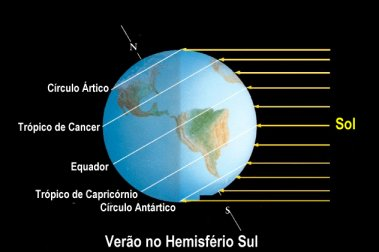 N
Círculo Ártico
Trópico de Cancer
Sol
Equador
Trópico de Capricórnio
Círculo Antártico
S
Verão no Hemisfério Sul